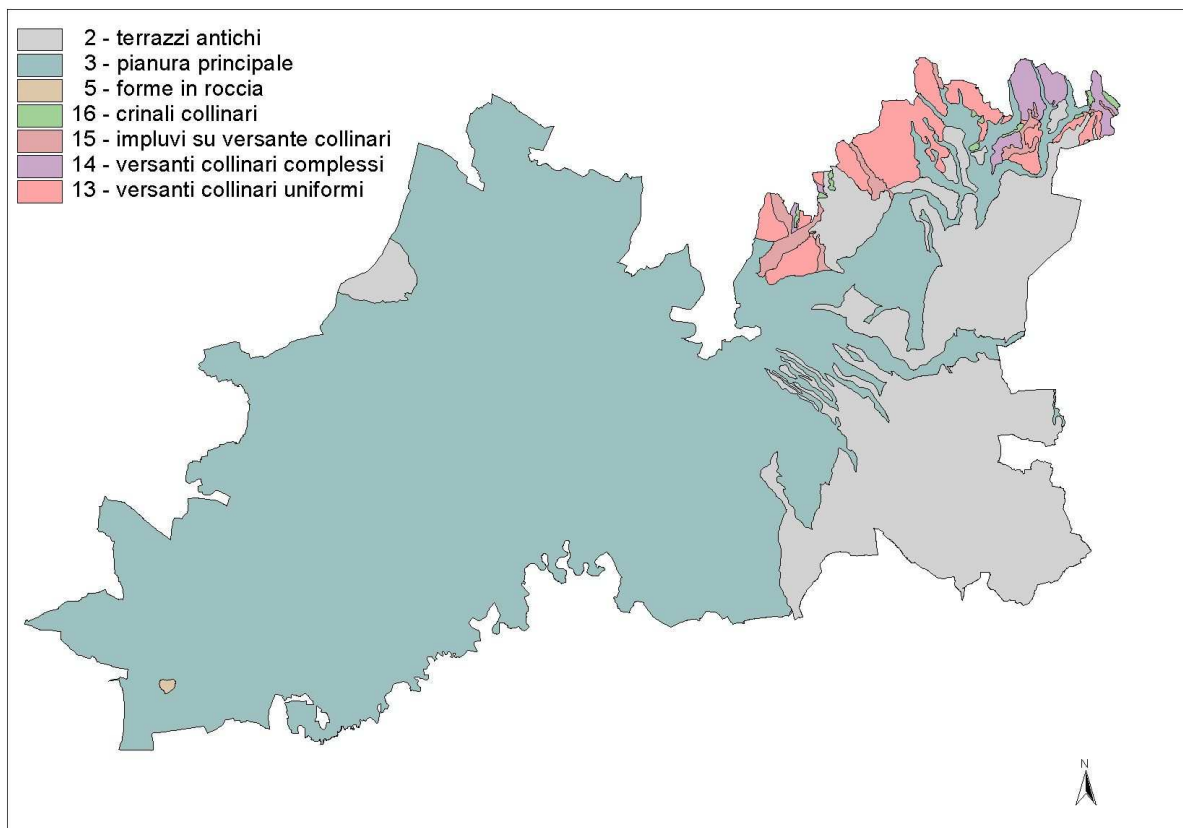 2 - terrazzi antichi
3 - pianura principale
5 - forme in roccia
16 - crinali collinari
15 - impluvi su versante collinari
14 - versanti collinari complessi
13 - versanti collinari uniformi
N